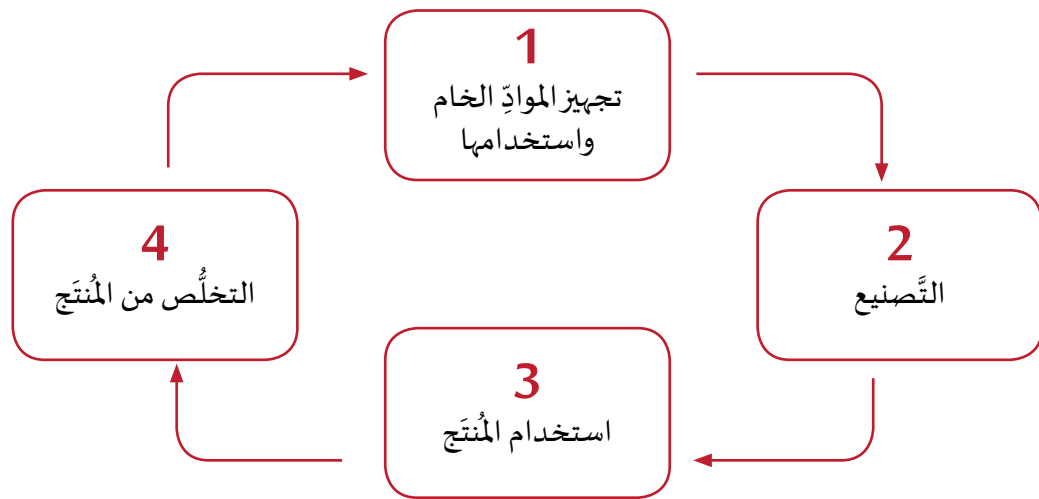 1
تجهيز الموادِّ الخام
واستخدامها
2
التَّصنيع
3
استخدام المُنتَج
4
التخلُّص من المُنتَج